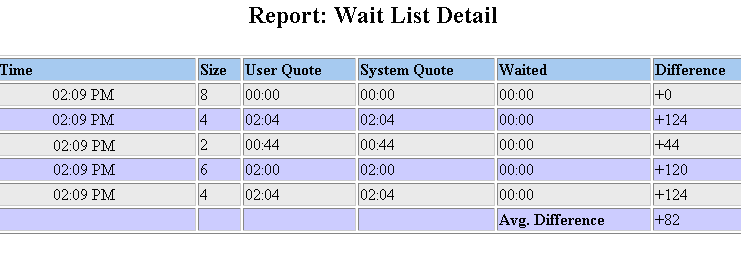 Report: Wait List Detail
Time Size User Quote System Quote Waited Difference
02:09 PM 8 00:00 00:00 00:00 +0
02:09 PM 4 02:04 02:04 00:00 +124
02:09 PM 2 00:44 00:44 00:00 +44
02:09 PM 6 02:00 02:00 00:00 +120
02:09 PM 4 02:04 02:04 00:00 +124
Avg. Difference +82